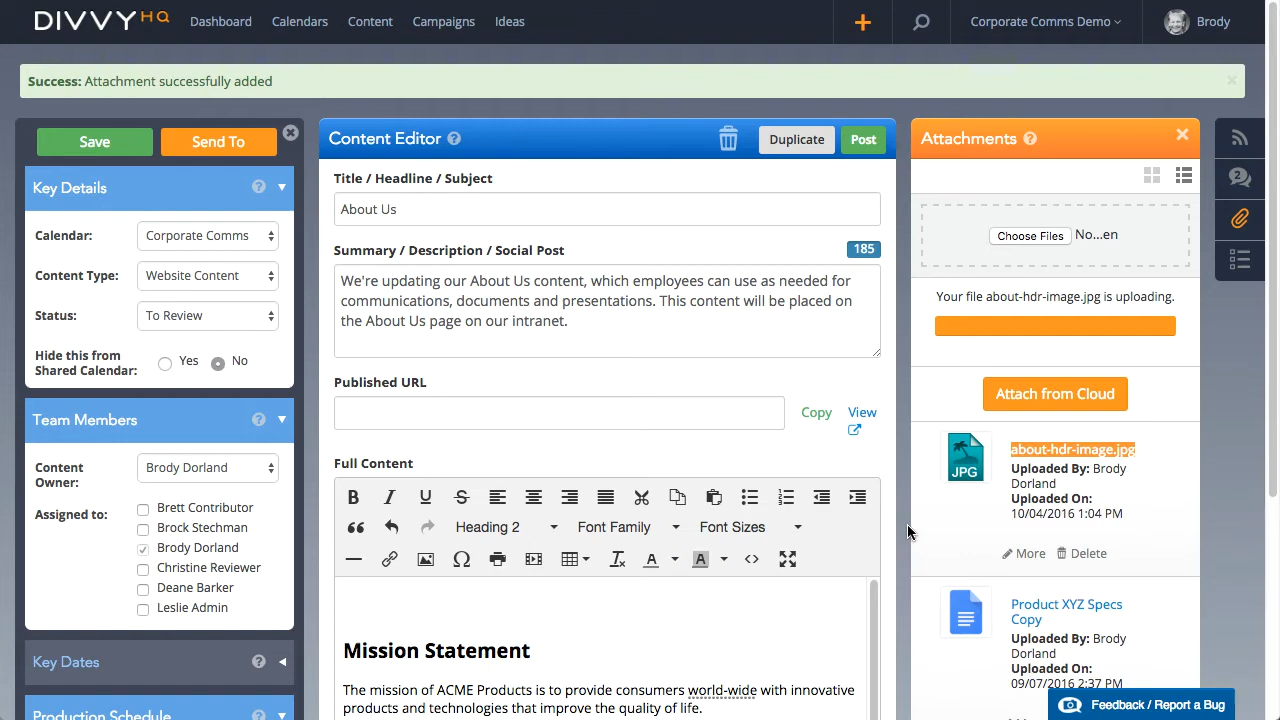 DIVVYHQ Dashboard Calendars Content Campaigns Ideas Corporate Comms Demo Brody
Success: Attachment successfully added
Save Send To
Key Details
Calendar: Corporate Comms
Content Type: Website Content
Status: To Review
Hide this from Shared Calendar: Yes No
Team Members
Content Owner: Brody Dorland
Assigned to: Brett Contributor
Brock Stechman
Brody Dorland
Christine Reviewer
Deane Barker
Leslie Admin
Key Dates
Production Schedule
Content Editor Duplicate Post
Title / Headline / Subject
About Us
Summary / Description / Social Post 185
We're updating our About Us content, which employees can use as needed for
communications, documents and presentations. This content will be placed on
the About Us page on our intranet.
Published URL
Copy View
Full Content
B I U S
Heading 2 Font Family Font Sizes
Mission Statement
The mission of ACME Products is to provide consumers world-wide with innovative
products and technologies that improve the quality of life.
Attachments
Choose Files No...en
Your file about-hdr-image.jpg is uploading.
Attach from Cloud
JPG
about-hdr-image.jpg
Uploaded By: Brody
Dorland
Uploaded On:
10/04/2016 1:04 PM
More Delete
Product XYZ Specs
Copy
Uploaded By: Brody
Dorland
Uploaded On:
09/07/2016 2:37 PM
2
Feedback / Report a Bug